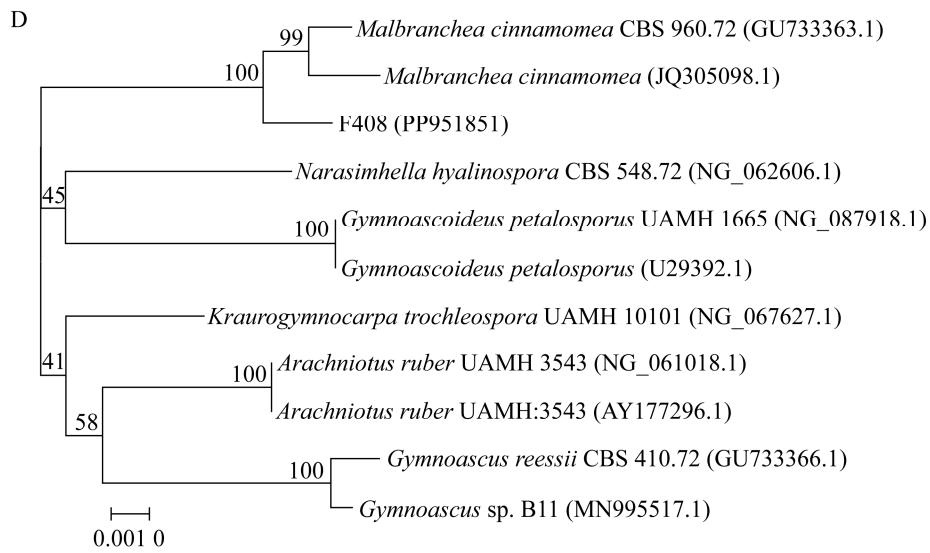 D
99
Malbranchea cinnamomea CBS 960.72 (GU733363.1)
100
Malbranchea cinnamomea (JQ305098.1)
F408 (PP951851)
Narasimhella hyalinospora CBS 548.72 (NG_062606.1)
45
Gymnoascoideus petalosporus UAMH 1665 (NG_087918.1)
100
Gymnoascoideus petalosporus (U29392.1)
Kraurogymnocarpa trochleospora UAMH 10101 (NG_067627.1)
41
Arachniotus ruber UAMH 3543 (NG_061018.1)
100
Arachniotus ruber UAMH:3543 (AY177296.1)
58
Gymnoascus reessii CBS 410.72 (GU733366.1)
100
Gymnoascus sp. B11 (MN995517.1)
0.001 0